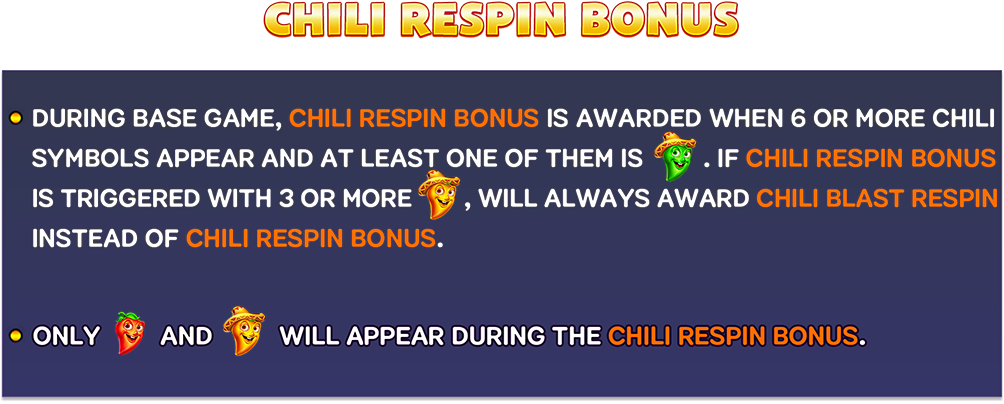 CHILI RESPIN BONUS
DURING BASE GAME, CHILI RESPIN BONUS IS AWARDED WHEN 6 OR MORE CHILI
SYMBOLS APPEAR AND AT LEAST ONE OF THEM IS . IF CHILI RESPIN BONUS
IS TRIGGERED WITH 3 OR MORE , WILL ALWAYS AWARD CHILI BLAST RESPIN
INSTEAD OF CHILI RESPIN BONUS.
ONLY AND WILL APPEAR DURING THE CHILI RESPIN BONUS.